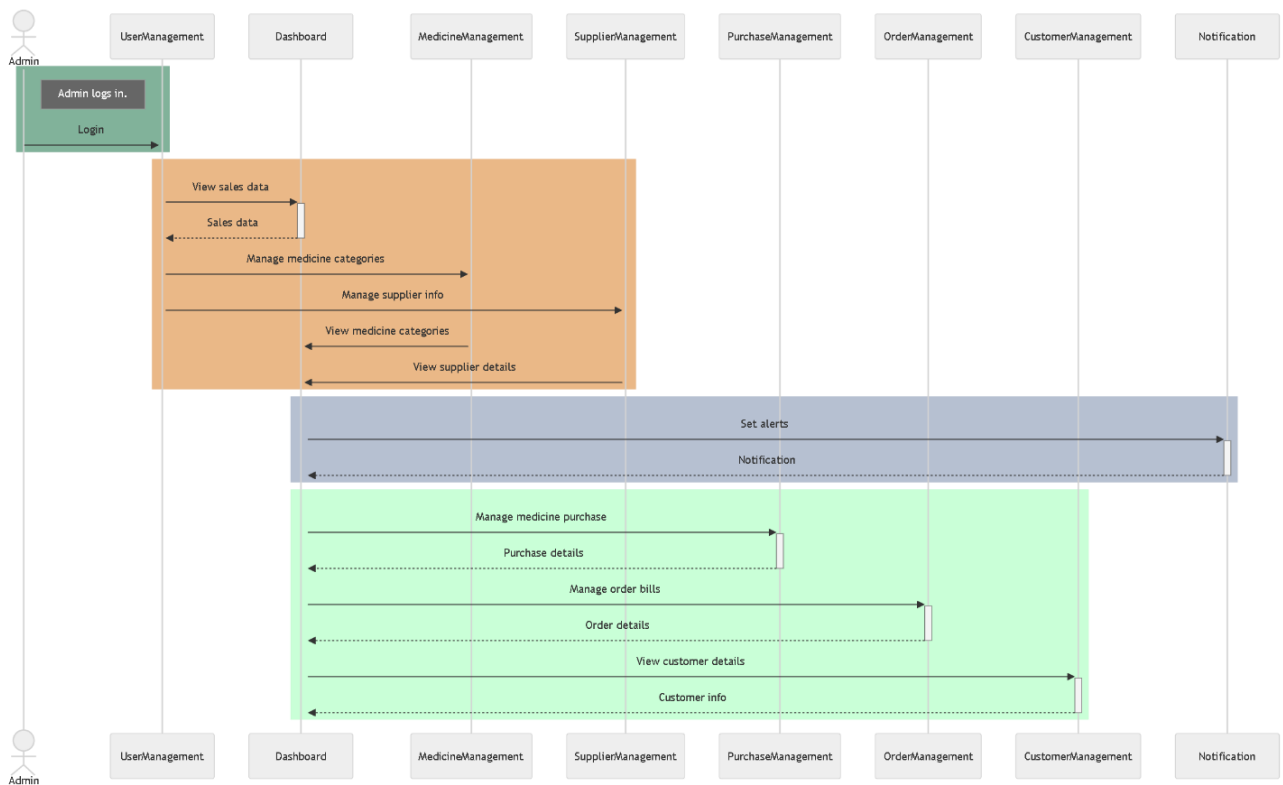 UserManagement Dashboard MedicineManagement SupplierManagement PurchaseManagement OrderManagement CustomerManagement Notification
Admin
Admin logs in.
Login
View sales data
Sales data
Manage medicine categories
Manage supplier info
View medicine categories
View supplier details
Set alerts
Notification
Manage medicine purchase
Purchase details
Manage order bills
Order details
View customer details
Customer info
UserManagement Dashboard MedicineManagement SupplierManagement PurchaseManagement OrderManagement CustomerManagement Notification
Admin